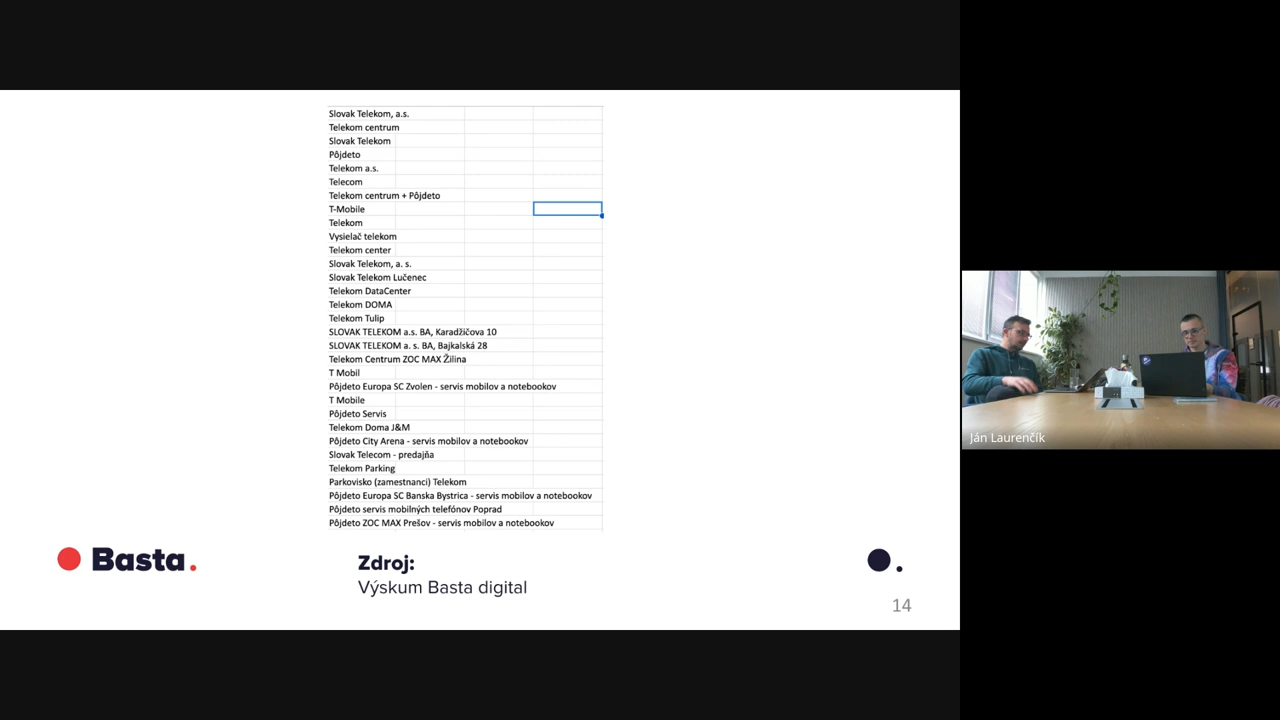 Slovak Telekom, a.s.
Telekom centrum
Slovak Telekom
Pôjdeto
Telekom a.s.
Telecom
Telekom centrum + Pôjdeto
T-Mobile
Telekom
Vysielač telekom
Telekom center
Slovak Telekom, a. s.
Slovak Telekom Lučenec
Telekom DataCenter
Telekom DOMA
Telekom Tulip
SLOVAK TELEKOM a.s. BA, Karadžičova 10
SLOVAK TELEKOM a. s. BA, Bajkalská 28
Telekom Centrum ZOC MAX Žilina
T Mobil
Pôjdeto Europa SC Zvolen - servis mobilov a notebookov
T Mobile
Pôjdeto Servis
Telekom Doma J&M
Pôjdeto City Arena - servis mobilov a notebookov
Slovak Telecom - predajňa
Telekom Parking
Parkovisko (zamestnanci) Telekom
Pôjdeto Europa SC Banska Bystrica - servis mobilov a notebookov
Pôjdeto servis mobilných telefónov Poprad
Pôjdeto ZOC MAX Prešov - servis mobilov a notebookov
Basta.
Zdroj:
Výskum Basta digital
14
Ján Laurenčík